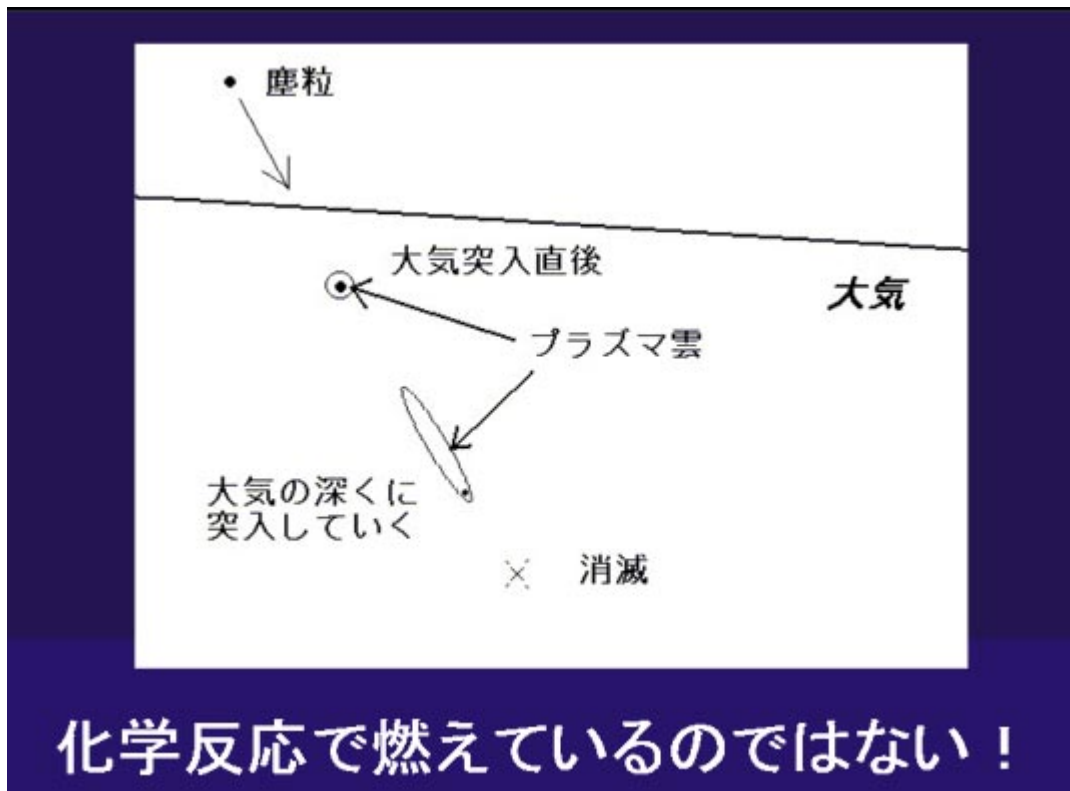 塵粒
大気突入直後
大気
プラズマ雲
大気の深くに
突入していく
消滅
化学反応で燃えているのではない！